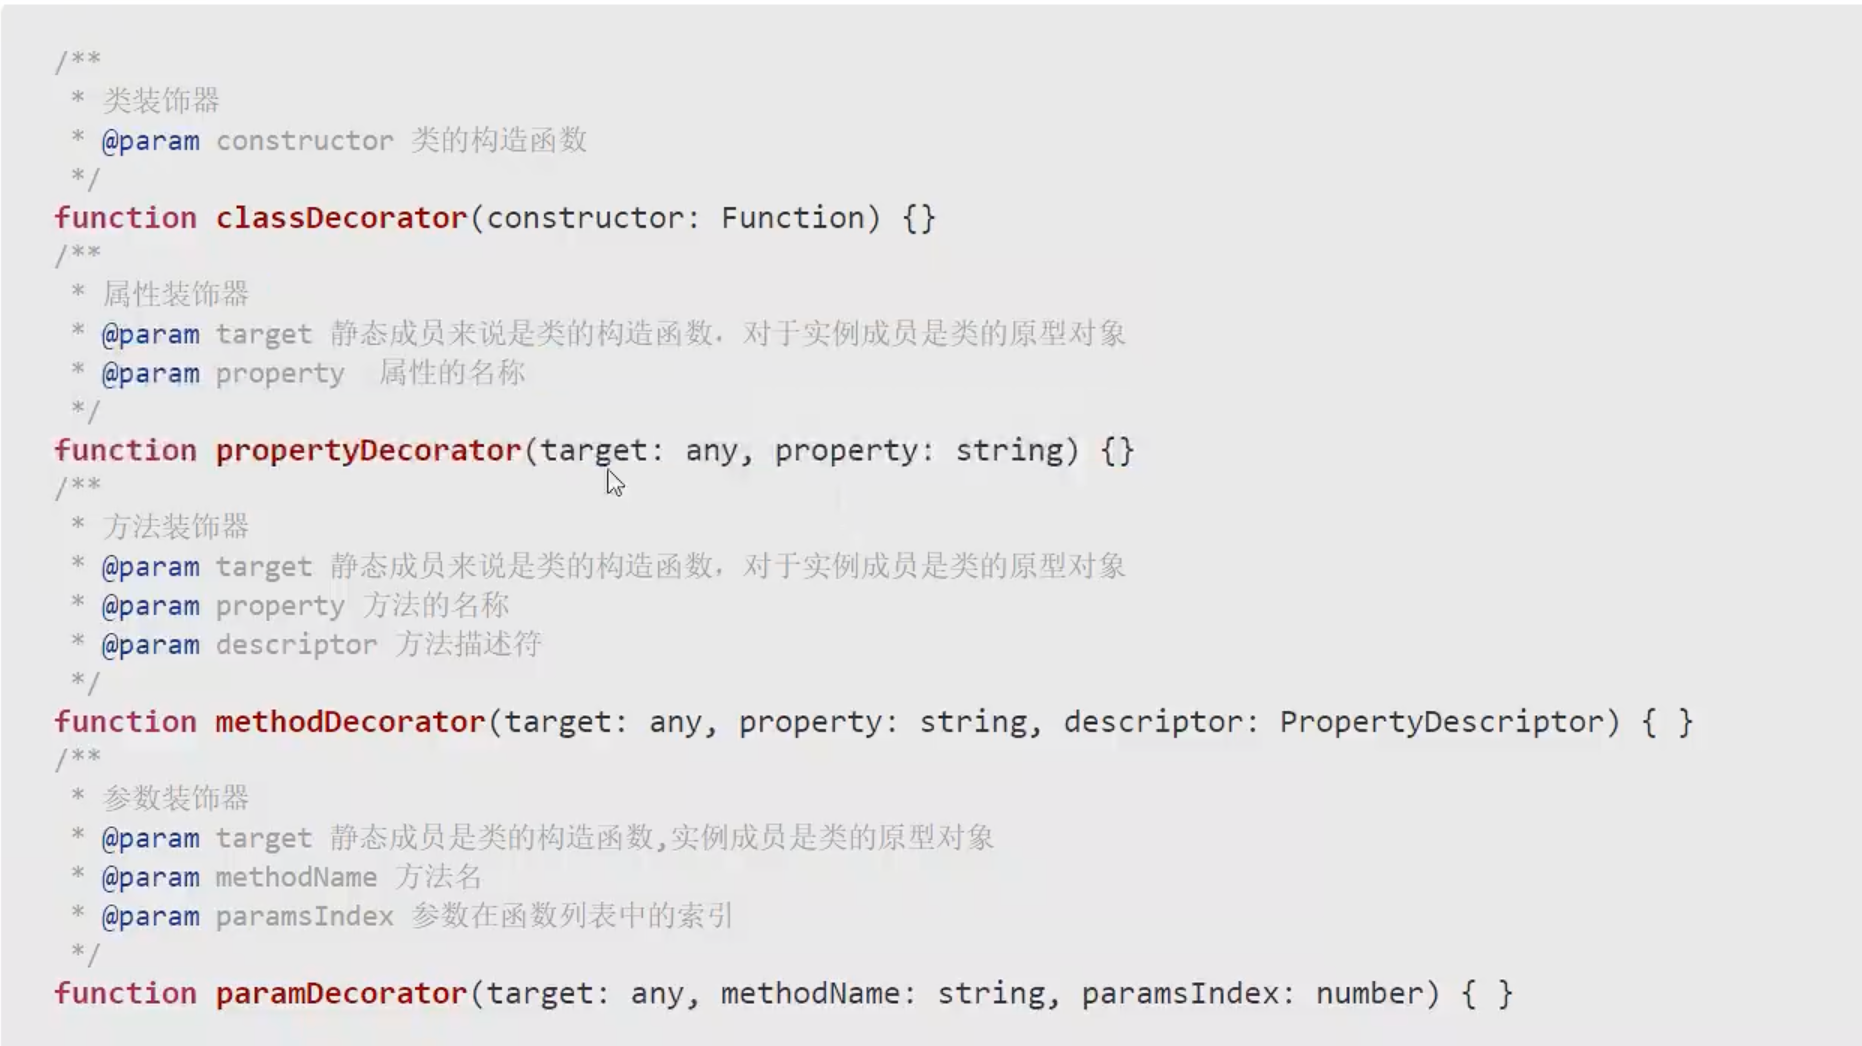 /**
 * 类装饰器
 * @param constructor 类的构造函数
 */
function classDecorator(constructor: Function) {}
/**
 * 属性装饰器
 * @param target 静态成员来说是类的构造函数，对于实例成员是类的原型对象
 * @param property  属性的名称
 */
function propertyDecorator(target: any, property: string) {}
/**
 * 方法装饰器
 * @param target 静态成员来说是类的构造函数，对于实例成员是类的原型对象
 * @param property 方法的名称
 * @param descriptor 方法描述符
 */
function methodDecorator(target: any, property: string, descriptor: PropertyDescriptor) { }
/**
 * 参数装饰器
 * @param target 静态成员是类的构造函数,实例成员是类的原型对象
 * @param methodName 方法名
 * @param paramsIndex 参数在函数列表中的索引
 */
function paramDecorator(target: any, methodName: string, paramsIndex: number) { }